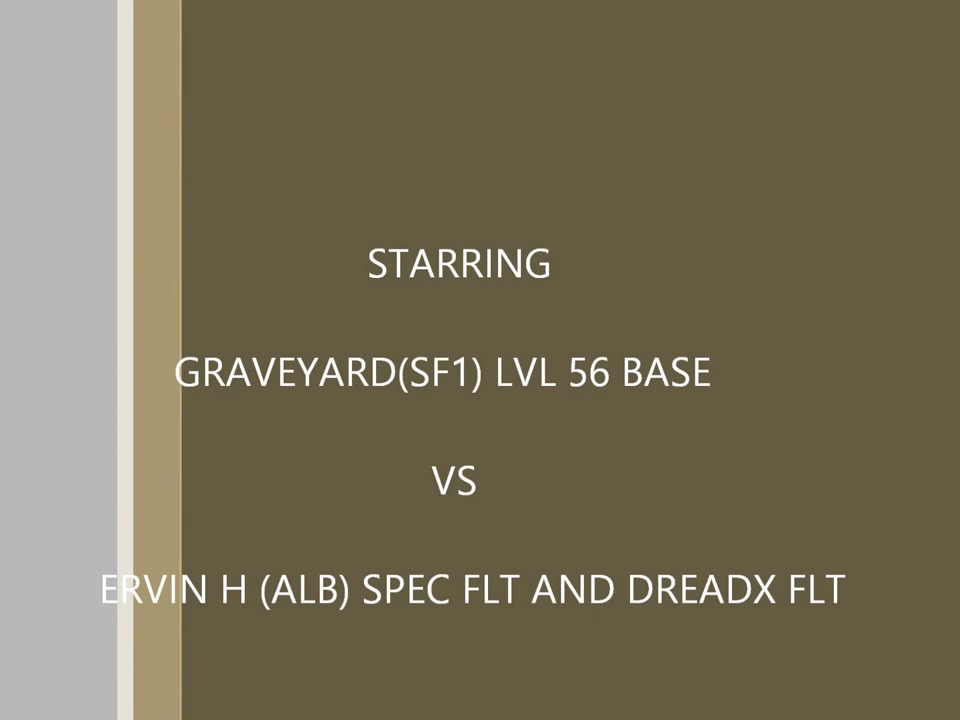 STARRING
GRAVEYARD(SF1) LVL 56 BASE
VS
ERVIN H (ALB) SPEC FLT AND DREADX FLT